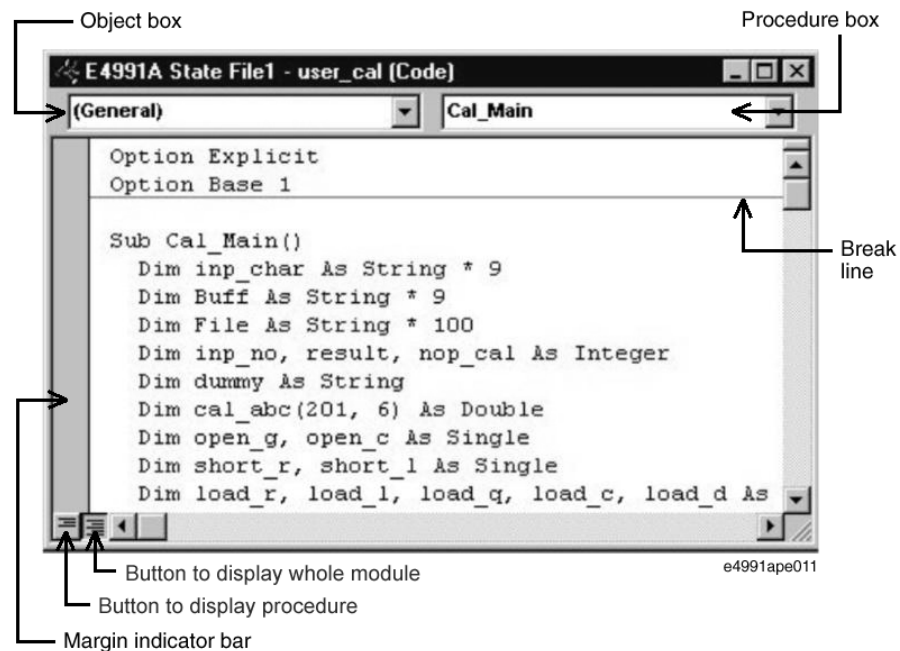 Object box
Procedure box
E4991A State File1 - user_cal (Code)
(General)
Cal_Main
Option Explicit
Option Base 1
Break
line
Sub Cal_Main()
Dim inp_char As String * 9
Dim Buff As String * 9
Dim File As String * 100
Dim inp_no, result, nop_cal As Integer
Dim dummy As String
Dim cal_abc(201, 6) As Double
Dim open_g, open_c As Single
Dim short_r, short_l As Single
Dim load_r, load_l, load_q, load_c, load_d As
e4991ape011
Button to display whole module
Button to display procedure
Margin indicator bar